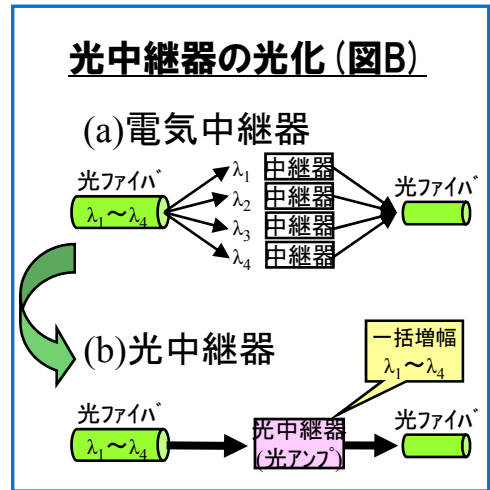 光中継器の光化(図B)
(a)電気中継器
光ファイバ
λ1~λ4
λ1 中継器
λ2 中継器
λ3 中継器
λ4 中継器
光ファイバ
(b)光中継器
一括増幅
λ1~λ4
光ファイバ
λ1~λ4
光中継器
(光アンプ)
光ファイバ